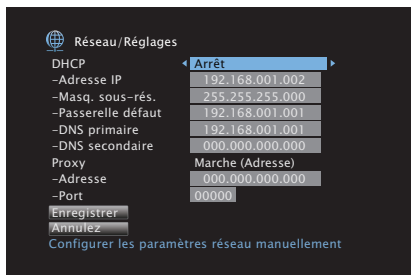 Réseau/Réglages
DHCP Arrêt
–Adresse IP 192.168.001.002
–Masq. sous-rés. 255.255.255.000
–Passerelle défaut 192.168.001.001
–DNS primaire 192.168.001.001
–DNS secondaire 000.000.000.000
Proxy Marche (Adresse)
–Adresse 000.000.000.000
–Port 00000
Enregistrer
Annulez
Configurer les paramètres réseau manuellement